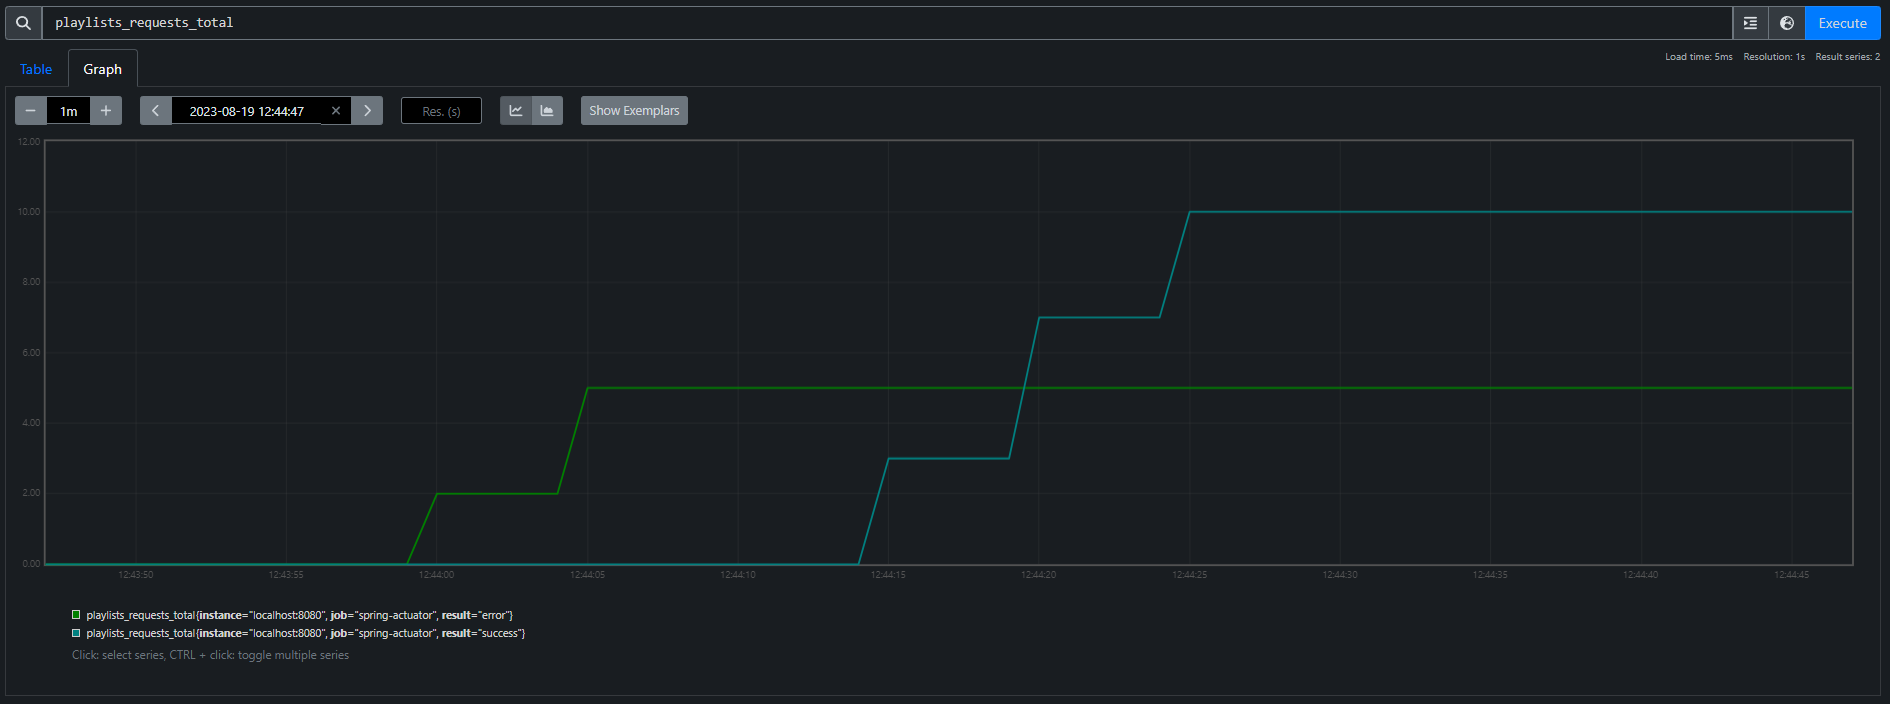 playlists_requests_total
Execute
Load time: 5ms Resolution: 1s Result series: 2
Table Graph
− 1m + 2023-08-19 12:44:47 × Res. (s) Show Exemplars
12.00
10.00
8.00
6.00
4.00
2.00
0.00
12:43:50 12:43:55 12:44:00 12:44:05 12:44:10 12:44:15 12:44:20 12:44:25 12:44:30 12:44:35 12:44:40 12:44:45
playlists_requests_total{instance="localhost:8080", job="spring-actuator", result="error"}
playlists_requests_total{instance="localhost:8080", job="spring-actuator", result="success"}
Click: select series, CTRL + click: toggle multiple series